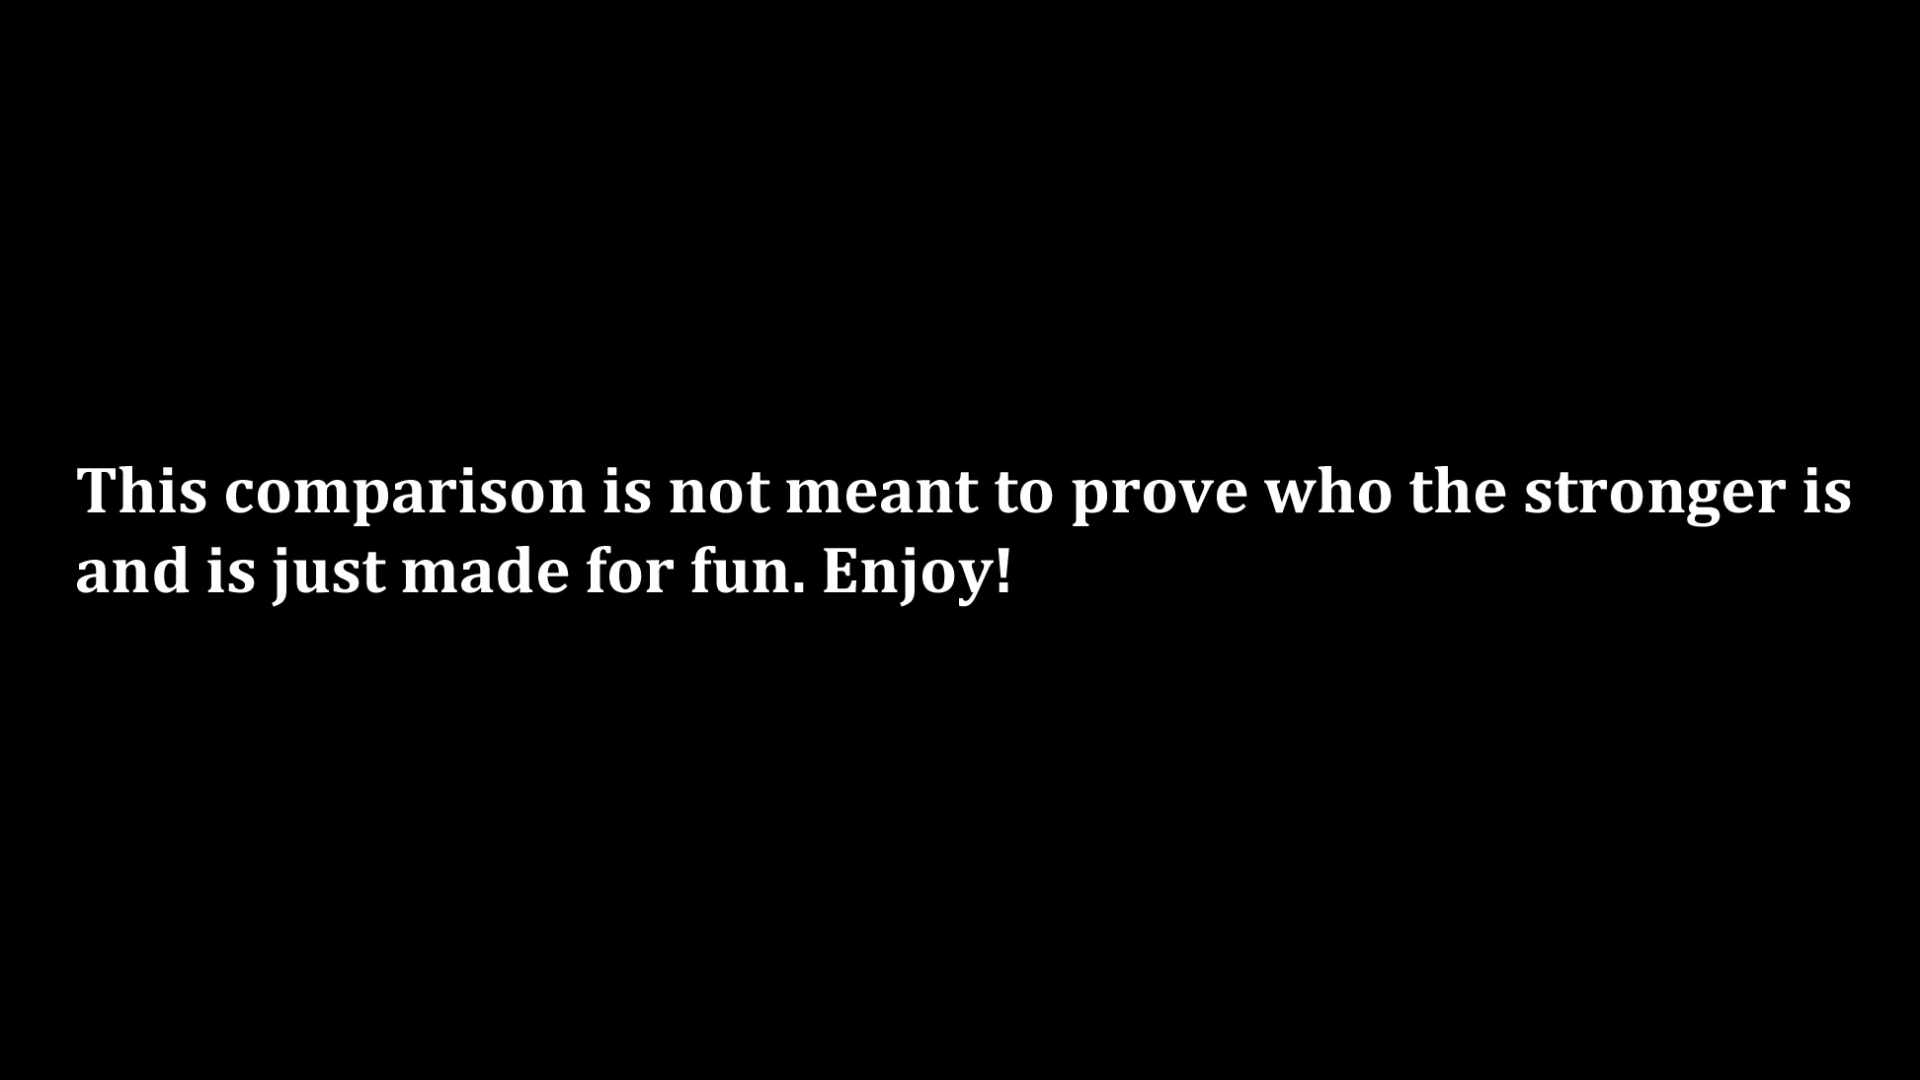 This comparison is not meant to prove who the stronger is
and is just made for fun. Enjoy!